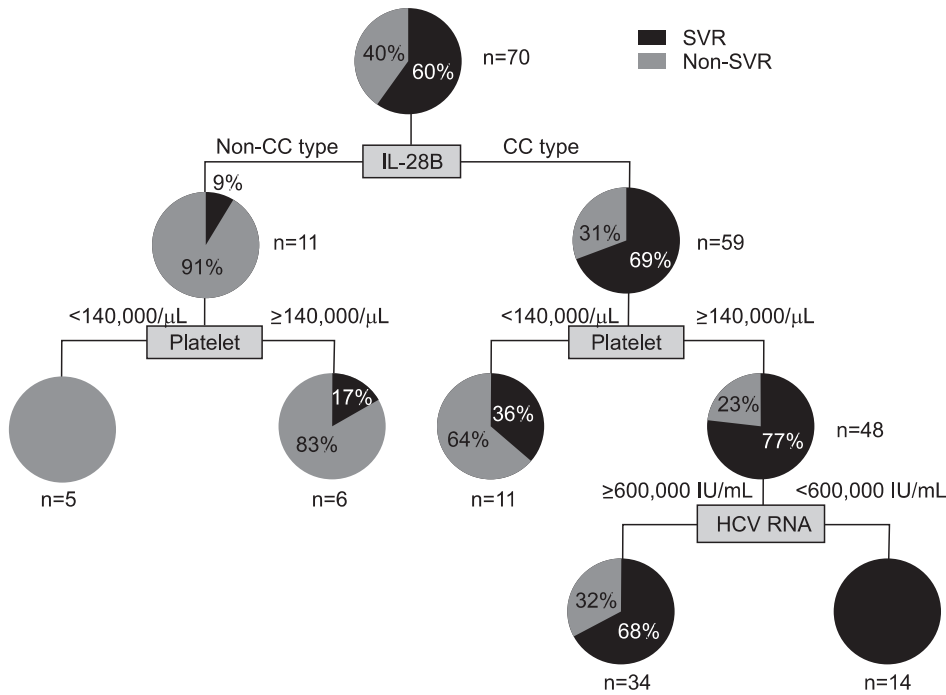 SVR
Non-SVR
40%
60%
n=70
Non-CC type
IL-28B
CC type
9%
91%
n=11
31%
69%
n=59
<140,000/μL
Platelet
≥140,000/μL
<140,000/μL
Platelet
≥140,000/μL
n=5
17%
83%
n=6
36%
64%
n=11
23%
77%
n=48
≥600,000 IU/mL
HCV RNA
<600,000 IU/mL
32%
68%
n=34
n=14